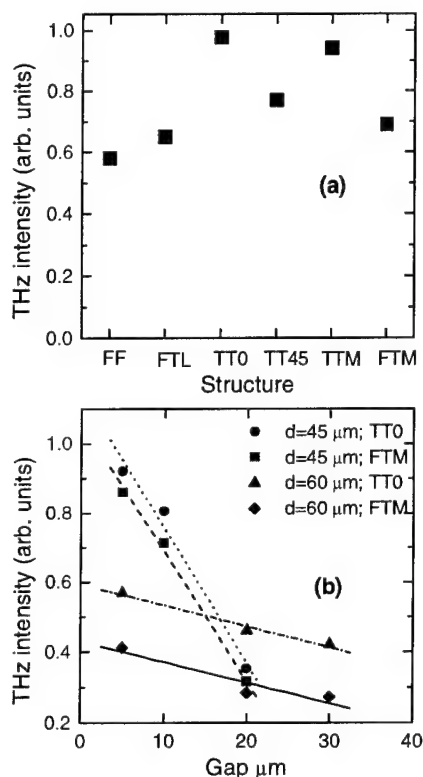 1.0
0.8
0.6
0.4
0.2
0.0
THz intensity (arb. units)
(a)
FF FTL TT0 TT45 TTM FTM
Structure
1.0
0.8
0.6
0.4
0.2
THz intensity (arb. units)
d=45 μm; TT0
d=45 μm; FTM
d=60 μm; TT0
d=60 μm; FTM
(b)
0 10 20 30 40
Gap μm